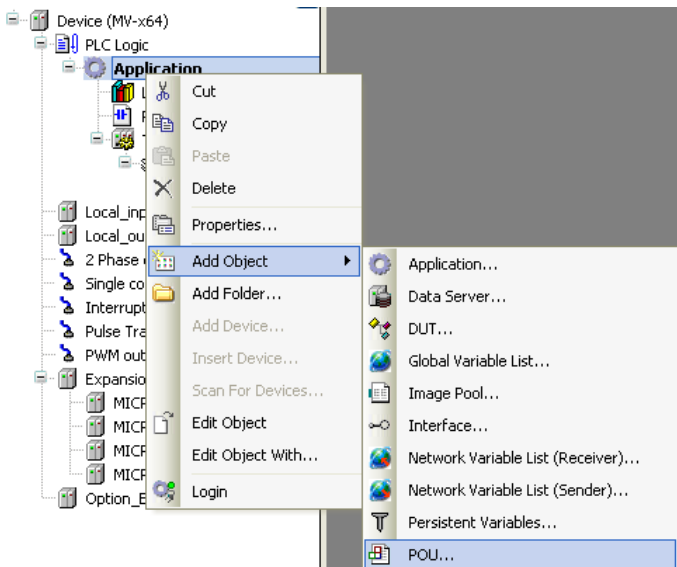 Device (MV-x64)
PLC Logic
Application
Local_inp
Local_ou
2 Phase
Single co
Interrupt
Pulse Tra
PWM out
Expansio
MICR
MICR
MICR
MICR
Option_E
Cut
Copy
Paste
Delete
Properties...
Add Object
Add Folder...
Add Device...
Insert Device...
Scan For Devices...
Edit Object
Edit Object With...
Login
Application...
Data Server...
DUT...
Global Variable List...
Image Pool...
Interface...
Network Variable List (Receiver)...
Network Variable List (Sender)...
Persistent Variables...
POU...